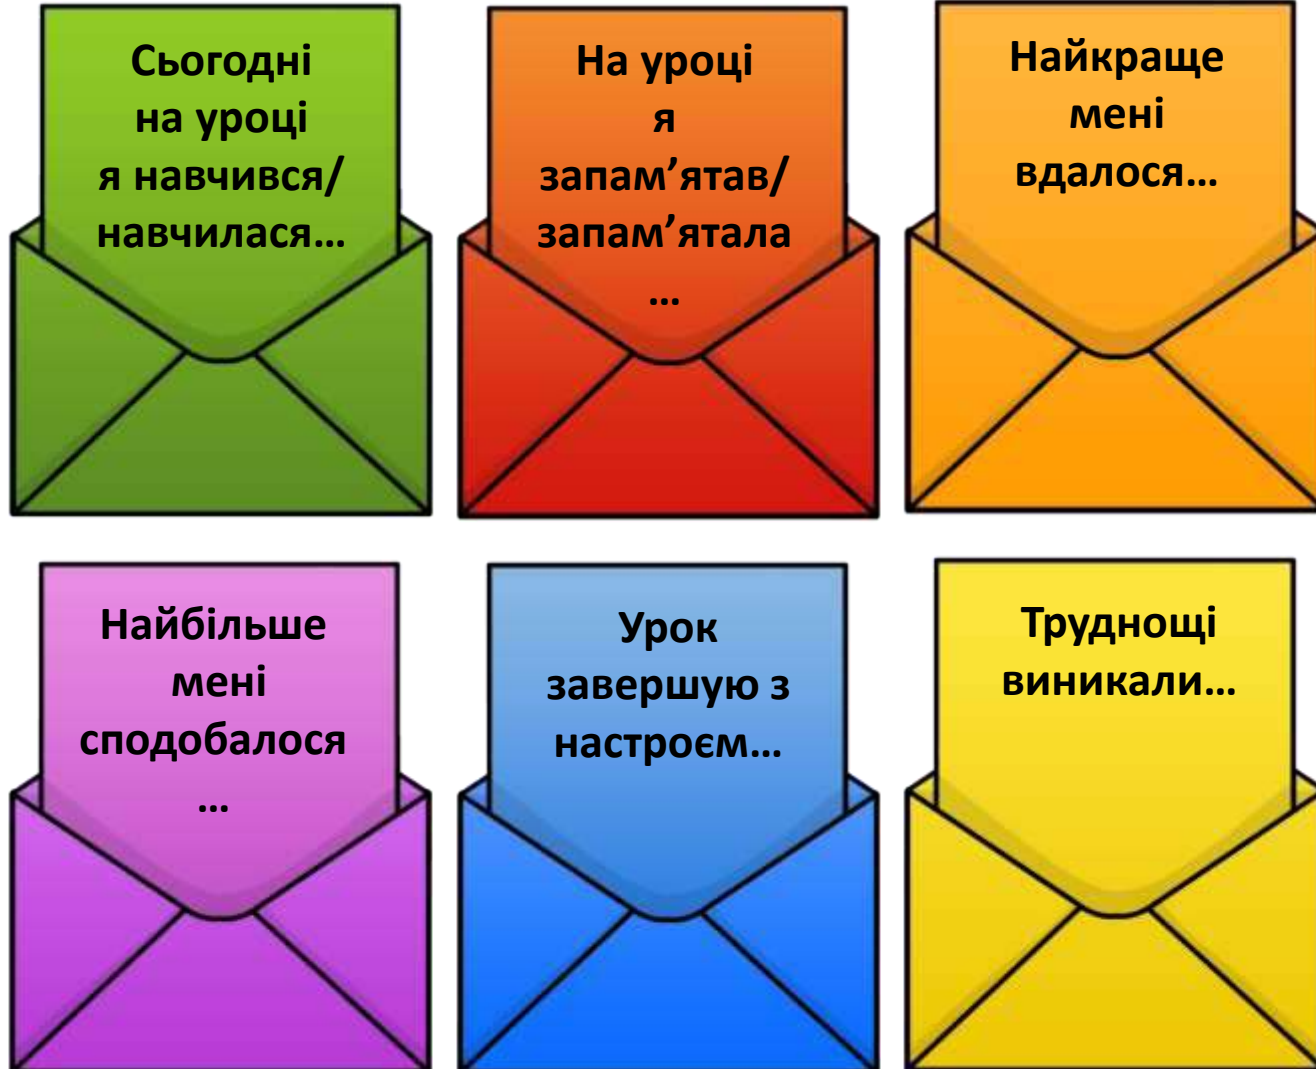 Сьогодні
на уроці
я навчився/
навчилася…
На уроці
я
запам’ятав/
запам’ятала
…
Найкраще
мені
вдалося…
Найбільше
мені
сподобалося
…
Урок
завершую з
настроєм…
Труднощі
виникали…